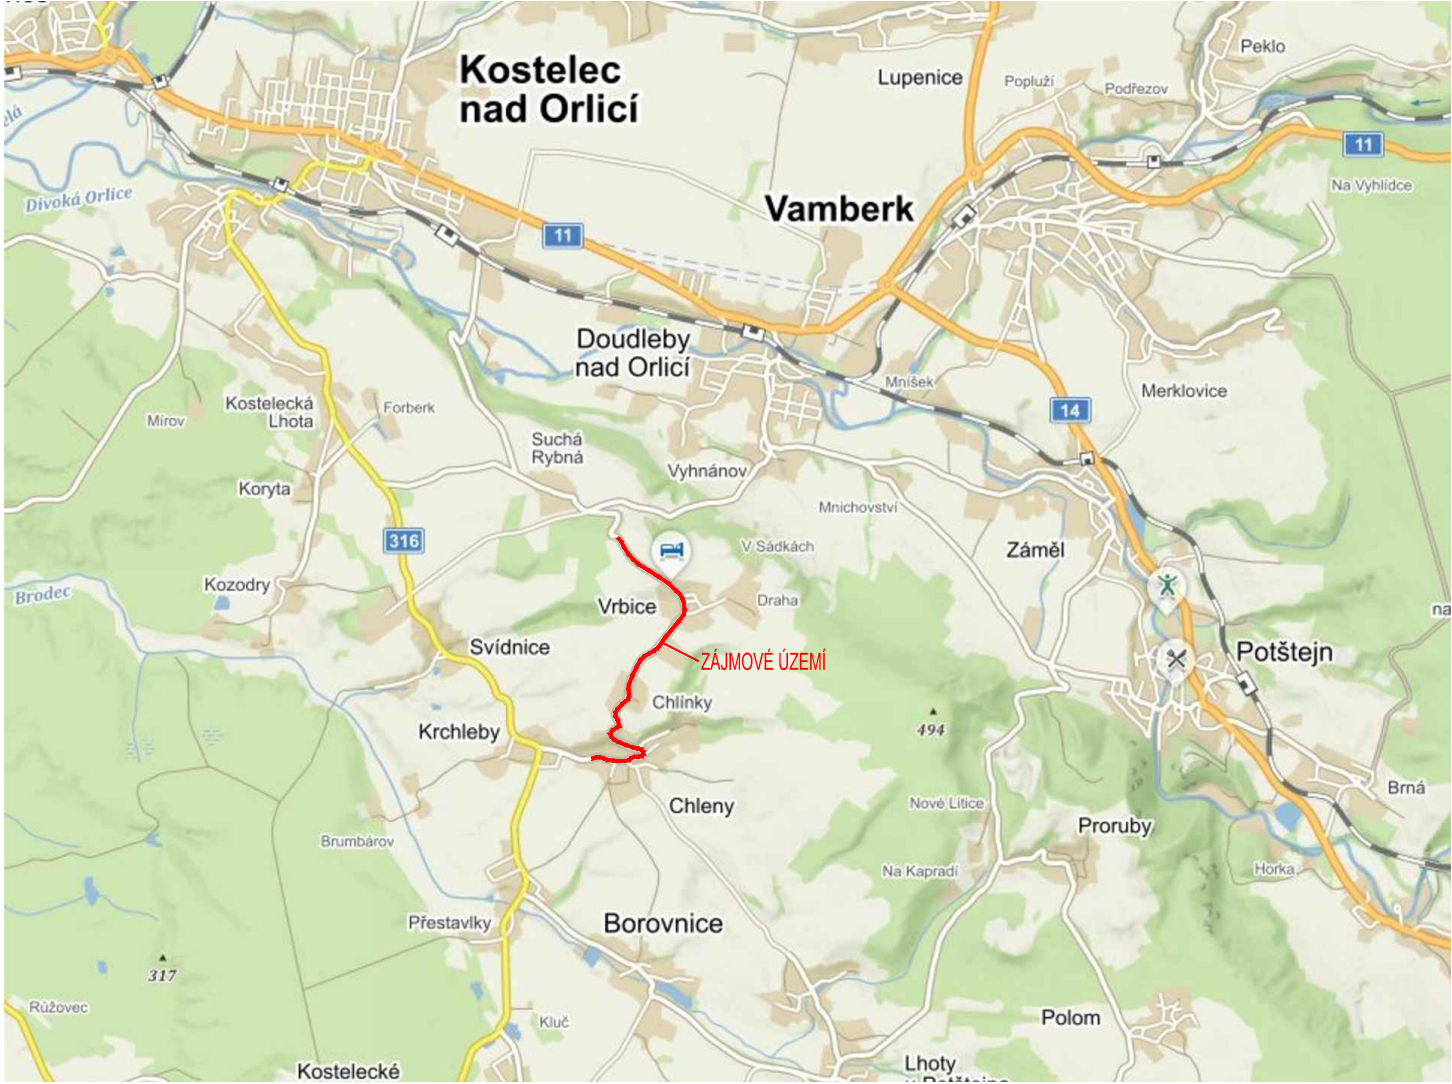 Peklo
Kostelec
nad Orlicí
Lupenice
Popluží
Podřezov
11
Na Vyhlídce
Divoká Orlice
Vamberk
11
Doudleby
nad Orlicí
Mníšek
Merklovice
14
Kostelecká
Lhota
Forberk
Mírov
Suchá
Rybná
Vyhnánov
Koryta
Mnichovství
316
V Sádkách
Záměl
Kozodry
Brodec
Vrbice
Draha
na
Svídnice
ZÁJMOVÉ ÚZEMÍ
Potštejn
Chlínky
494
Krchleby
Brná
Chleny
Nové Litice
Proruby
Brumbárov
Na Kapradí
Horka
Přestavlky
Borovnice
317
Růžovec
Kluč
Polom
Kostelecké
Lhoty